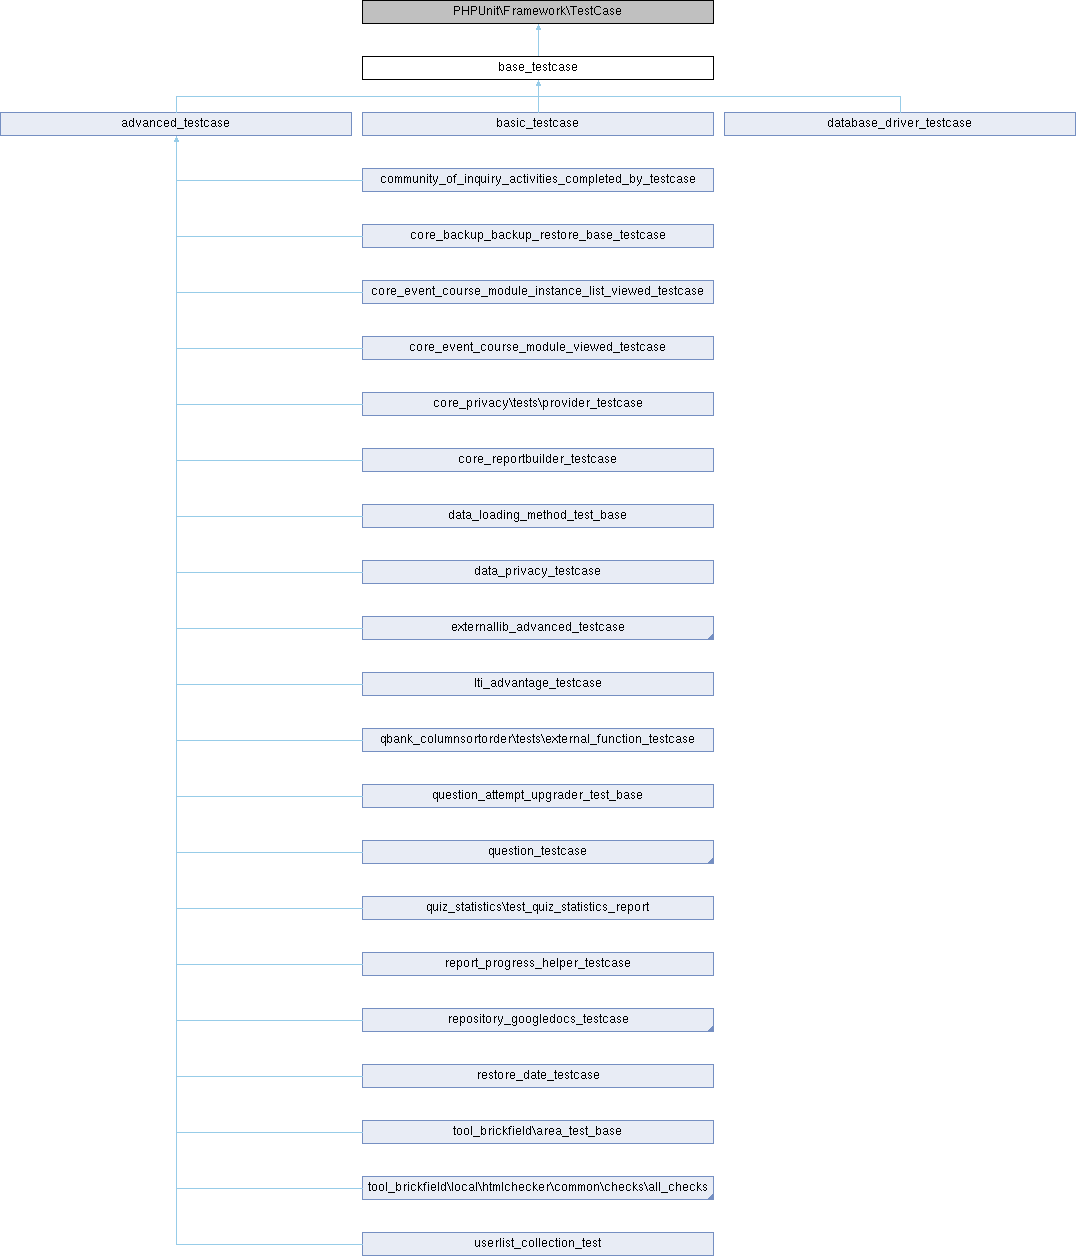 PHPUnit\Framework\TestCase
base_testcase
advanced_testcase
basic_testcase
database_driver_testcase
community_of_inquiry_activities_completed_by_testcase
core_backup_backup_restore_base_testcase
core_event_course_module_instance_list_viewed_testcase
core_event_course_module_viewed_testcase
core_privacy\tests\provider_testcase
core_reportbuilder_testcase
data_loading_method_test_base
data_privacy_testcase
externallib_advanced_testcase
lti_advantage_testcase
qbank_columnsortorder\tests\external_function_testcase
question_attempt_upgrader_test_base
question_testcase
quiz_statistics\test_quiz_statistics_report
report_progress_helper_testcase
repository_googledocs_testcase
restore_date_testcase
tool_brickfield\area_test_base
tool_brickfield\local\htmlchecker\common\checks\all_checks
userlist_collection_test